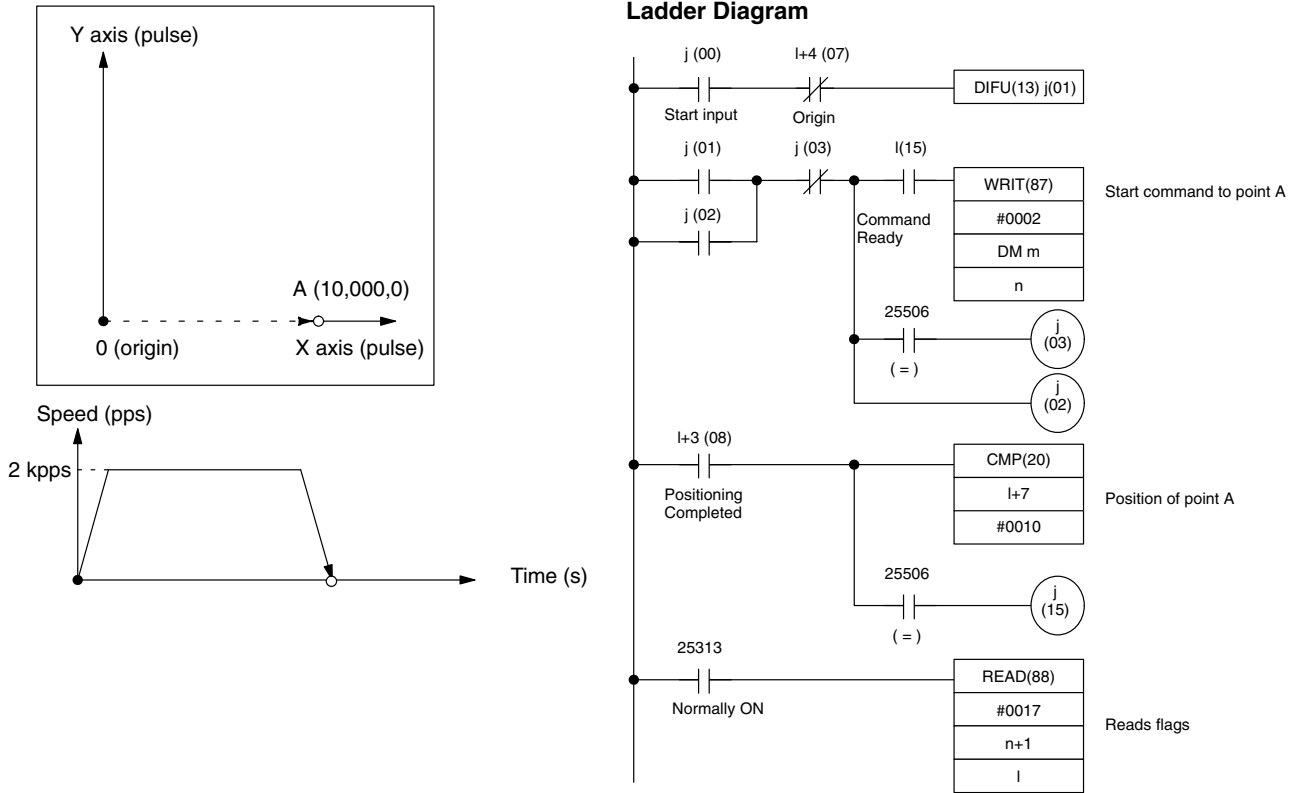 Y axis (pulse)
A (10,000,0)
0 (origin)
X axis (pulse)
Speed (pps)
2 kpps
Time (s)
Ladder Diagram
j (00)
l+4 (07)
DIFU(13) j(01)
Start input
Origin
j (01)
j (03)
l(15)
WRIT(87)
Start command to point A
#0002
j (02)
Command
Ready
DM m
n
25506
j
(03)
( = )
j
(02)
l+3 (08)
CMP(20)
Positioning
Completed
l+7
Position of point A
#0010
25506
j
(15)
( = )
25313
READ(88)
Normally ON
#0017
Reads flags
n+1
l